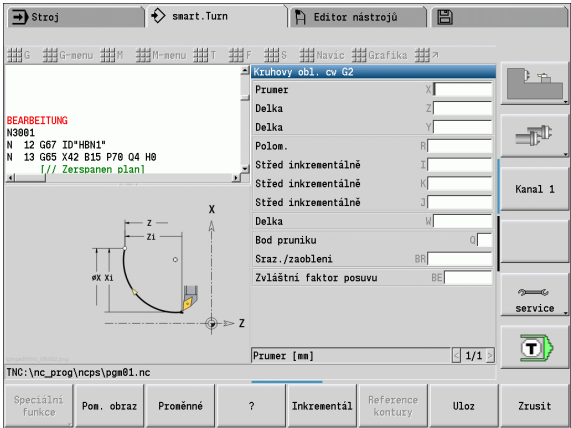 Stroj
smart.Turn
Editor nástrojů
G G-menu M M-menu T F S Navic Grafika
Kruhovy obl. cw G2
Prumer X
Delka Z
Delka Y
Polom. R
Střed inkrementálně I
Střed inkrementálně K
Střed inkrementálně J
Delka W
Bod pruniku Q
Sraz./zaobleni BR
Zvláštní faktor posuvu BE
Prumer [mm] < 1/1 >
BEARBEITUNG
N3001
N 12 G67 ID"HBN1"
N 13 G65 X42 B15 P70 Q4 H0
[// Zerspanen plan]
X
Z
Zi
øX Xi
Z
TNC:\nc_prog\ncps\pgm01.nc
Kanal 1
service
T
Speciální funkce
Pom. obraz
Proměnné
?
Inkrementál
Reference kontury
Uloz
Zrusit